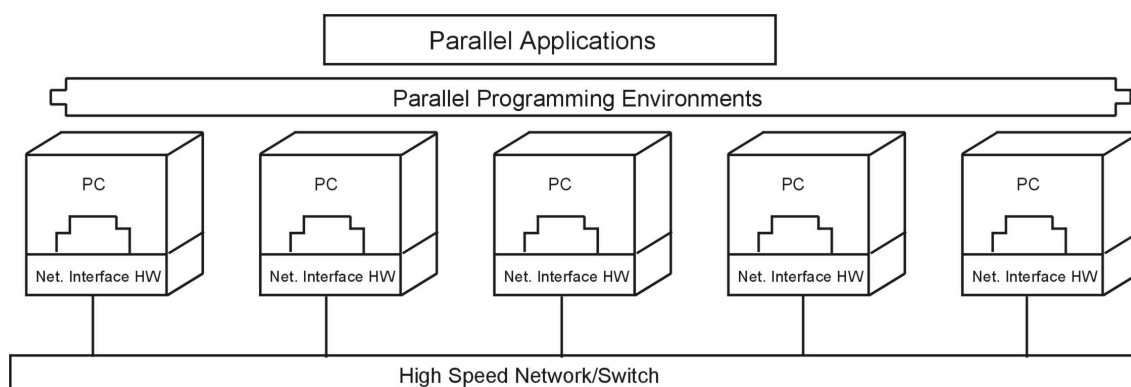 Parallel Applications
Parallel Programming Environments
PC PC PC PC PC
Net. Interface HW Net. Interface HW Net. Interface HW Net. Interface HW Net. Interface HW
High Speed Network/Switch